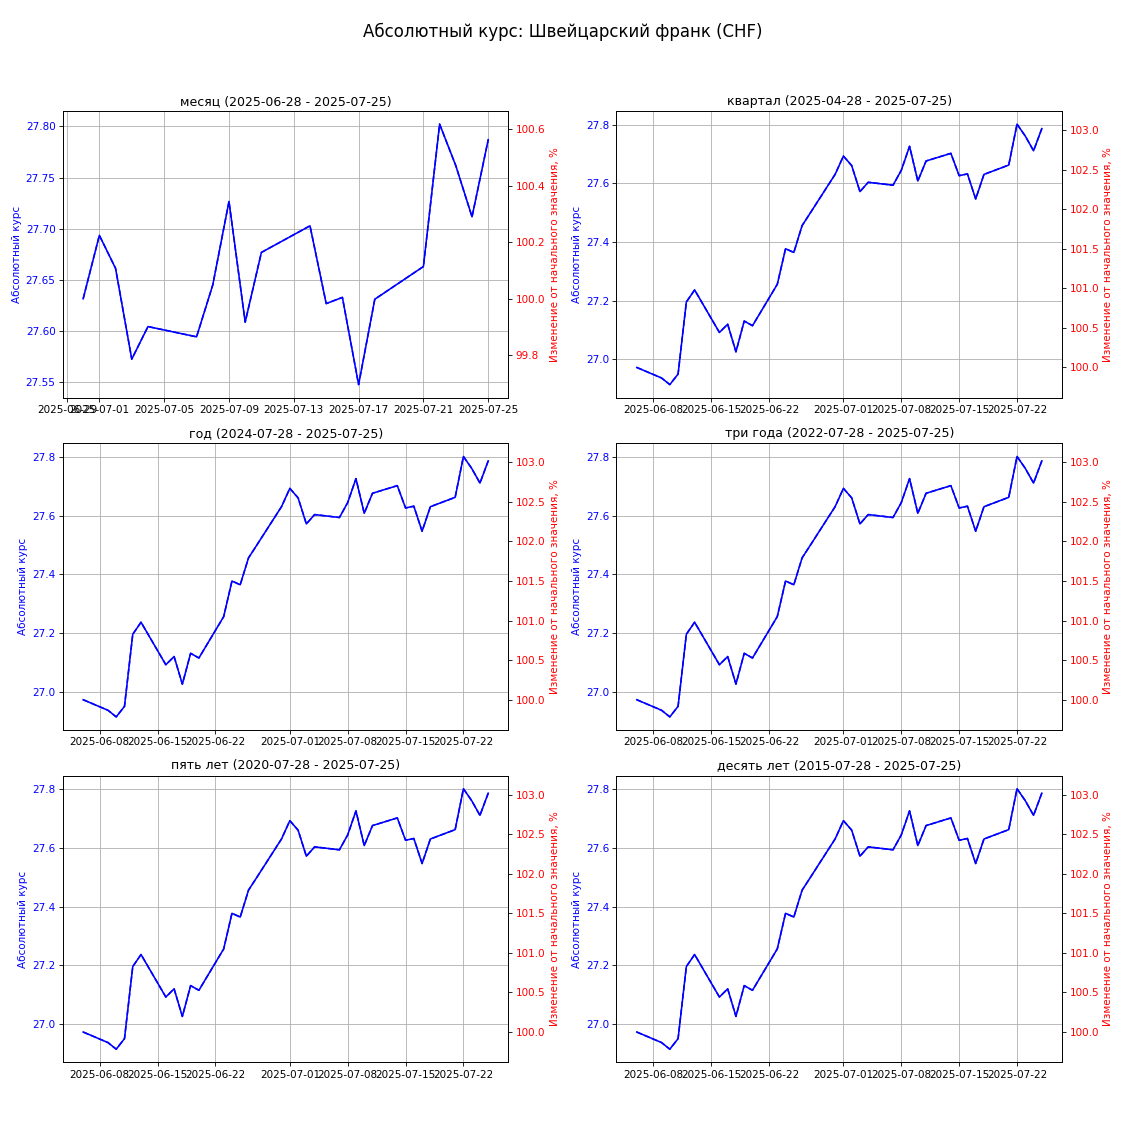 Абсолютный курс: Швейцарский франк (CHF)
месяц (2025-06-28 - 2025-07-25)
27.80
27.75
27.70
27.65
27.60
27.55
Абсолютный курс
100.6
100.4
100.2
100.0
99.8
Изменение от начального значения, %
2025-06-29 2025-07-01 2025-07-05 2025-07-09 2025-07-13 2025-07-17 2025-07-21 2025-07-25
квартал (2025-04-28 - 2025-07-25)
27.8
27.6
27.4
27.2
27.0
Абсолютный курс
103.0
102.5
102.0
101.5
101.0
100.5
100.0
Изменение от начального значения, %
2025-06-08 2025-06-15 2025-06-22 2025-07-01 2025-07-08 2025-07-15 2025-07-22
год (2024-07-28 - 2025-07-25)
27.8
27.6
27.4
27.2
27.0
Абсолютный курс
103.0
102.5
102.0
101.5
101.0
100.5
100.0
Изменение от начального значения, %
2025-06-08 2025-06-15 2025-06-22 2025-07-01 2025-07-08 2025-07-15 2025-07-22
три года (2022-07-28 - 2025-07-25)
27.8
27.6
27.4
27.2
27.0
Абсолютный курс
103.0
102.5
102.0
101.5
101.0
100.5
100.0
Изменение от начального значения, %
2025-06-08 2025-06-15 2025-06-22 2025-07-01 2025-07-08 2025-07-15 2025-07-22
пять лет (2020-07-28 - 2025-07-25)
27.8
27.6
27.4
27.2
27.0
Абсолютный курс
103.0
102.5
102.0
101.5
101.0
100.5
100.0
Изменение от начального значения, %
2025-06-08 2025-06-15 2025-06-22 2025-07-01 2025-07-08 2025-07-15 2025-07-22
десять лет (2015-07-28 - 2025-07-25)
27.8
27.6
27.4
27.2
27.0
Абсолютный курс
103.0
102.5
102.0
101.5
101.0
100.5
100.0
Изменение от начального значения, %
2025-06-08 2025-06-15 2025-06-22 2025-07-01 2025-07-08 2025-07-15 2025-07-22